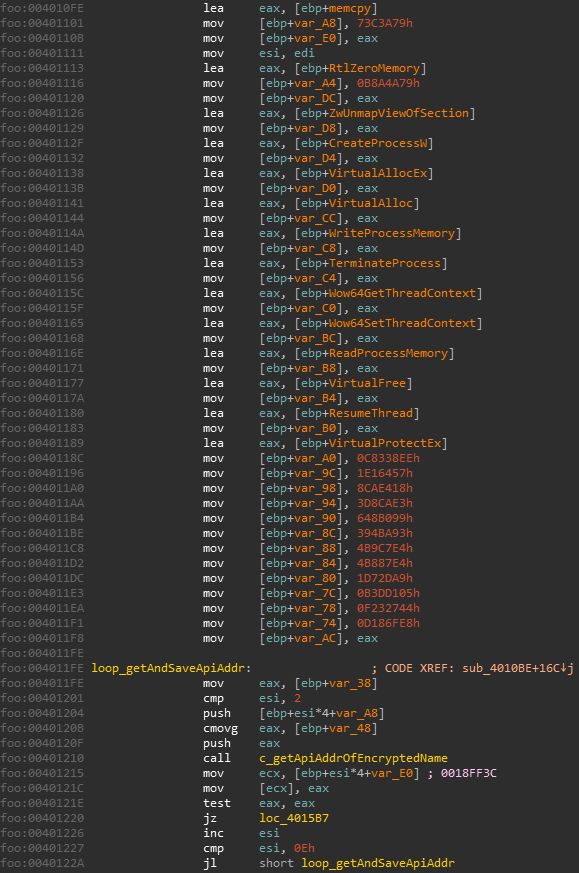 foo:004010FE lea eax, [ebp+memcpy]
foo:00401101 mov [ebp+var_A8], 73C3A79h
foo:0040110B mov [ebp+var_E0], eax
foo:00401111 mov esi, edi
foo:00401113 lea eax, [ebp+RtlZeroMemory]
foo:00401116 mov [ebp+var_A4], 0B8A4A79h
foo:00401120 mov [ebp+var_DC], eax
foo:00401126 lea eax, [ebp+ZwUnmapViewOfSection]
foo:00401129 mov [ebp+var_D8], eax
foo:0040112F lea eax, [ebp+CreateProcessW]
foo:00401132 mov [ebp+var_D4], eax
foo:00401138 lea eax, [ebp+VirtualAllocEx]
foo:0040113B mov [ebp+var_D0], eax
foo:00401141 lea eax, [ebp+VirtualAlloc]
foo:00401144 mov [ebp+var_CC], eax
foo:0040114A lea eax, [ebp+WriteProcessMemory]
foo:0040114D mov [ebp+var_C8], eax
foo:00401153 lea eax, [ebp+TerminateProcess]
foo:00401156 mov [ebp+var_C4], eax
foo:0040115C lea eax, [ebp+Wow64GetThreadContext]
foo:0040115F mov [ebp+var_C0], eax
foo:00401165 lea eax, [ebp+Wow64SetThreadContext]
foo:00401168 mov [ebp+var_BC], eax
foo:0040116E lea eax, [ebp+ReadProcessMemory]
foo:00401171 mov [ebp+var_B8], eax
foo:00401177 lea eax, [ebp+VirtualFree]
foo:0040117A mov [ebp+var_B4], eax
foo:00401180 lea eax, [ebp+ResumeThread]
foo:00401183 mov [ebp+var_B0], eax
foo:00401189 lea eax, [ebp+VirtualProtectEx]
foo:0040118C mov [ebp+var_A0], 0C8338EEh
foo:00401196 mov [ebp+var_9C], 1E16457h
foo:004011A0 mov [ebp+var_98], 8CAE418h
foo:004011AA mov [ebp+var_94], 3D8CAE3h
foo:004011B4 mov [ebp+var_90], 648B099h
foo:004011BE mov [ebp+var_8C], 394BA93h
foo:004011C8 mov [ebp+var_88], 4B9C7E4h
foo:004011D2 mov [ebp+var_84], 4B887E4h
foo:004011DC mov [ebp+var_80], 1D72DA9h
foo:004011E3 mov [ebp+var_7C], 0B3DD105h
foo:004011EA mov [ebp+var_78], 0F232744h
foo:004011F1 mov [ebp+var_74], 0D186FE8h
foo:004011F8 mov [ebp+var_AC], eax
foo:004011FE
foo:004011FE loop_getAndSaveApiAddr: ; CODE XREF: sub_4010BE+16C↓j
foo:004011FE mov eax, [ebp+var_38]
foo:00401201 cmp esi, 2
foo:00401204 push [ebp+esi*4+var_A8]
foo:0040120B cmovg eax, [ebp+var_48]
foo:0040120F push eax
foo:00401210 call c_getApiAddrOfEncryptedName
foo:00401215 mov ecx, [ebp+esi*4+var_E0] ; 0018FF3C
foo:0040121C mov [ecx], eax
foo:0040121E test eax, eax
foo:00401220 jz loc_4015B7
foo:00401226 inc esi
foo:00401227 cmp esi, 0Eh
foo:0040122A jl short loop_getAndSaveApiAddr